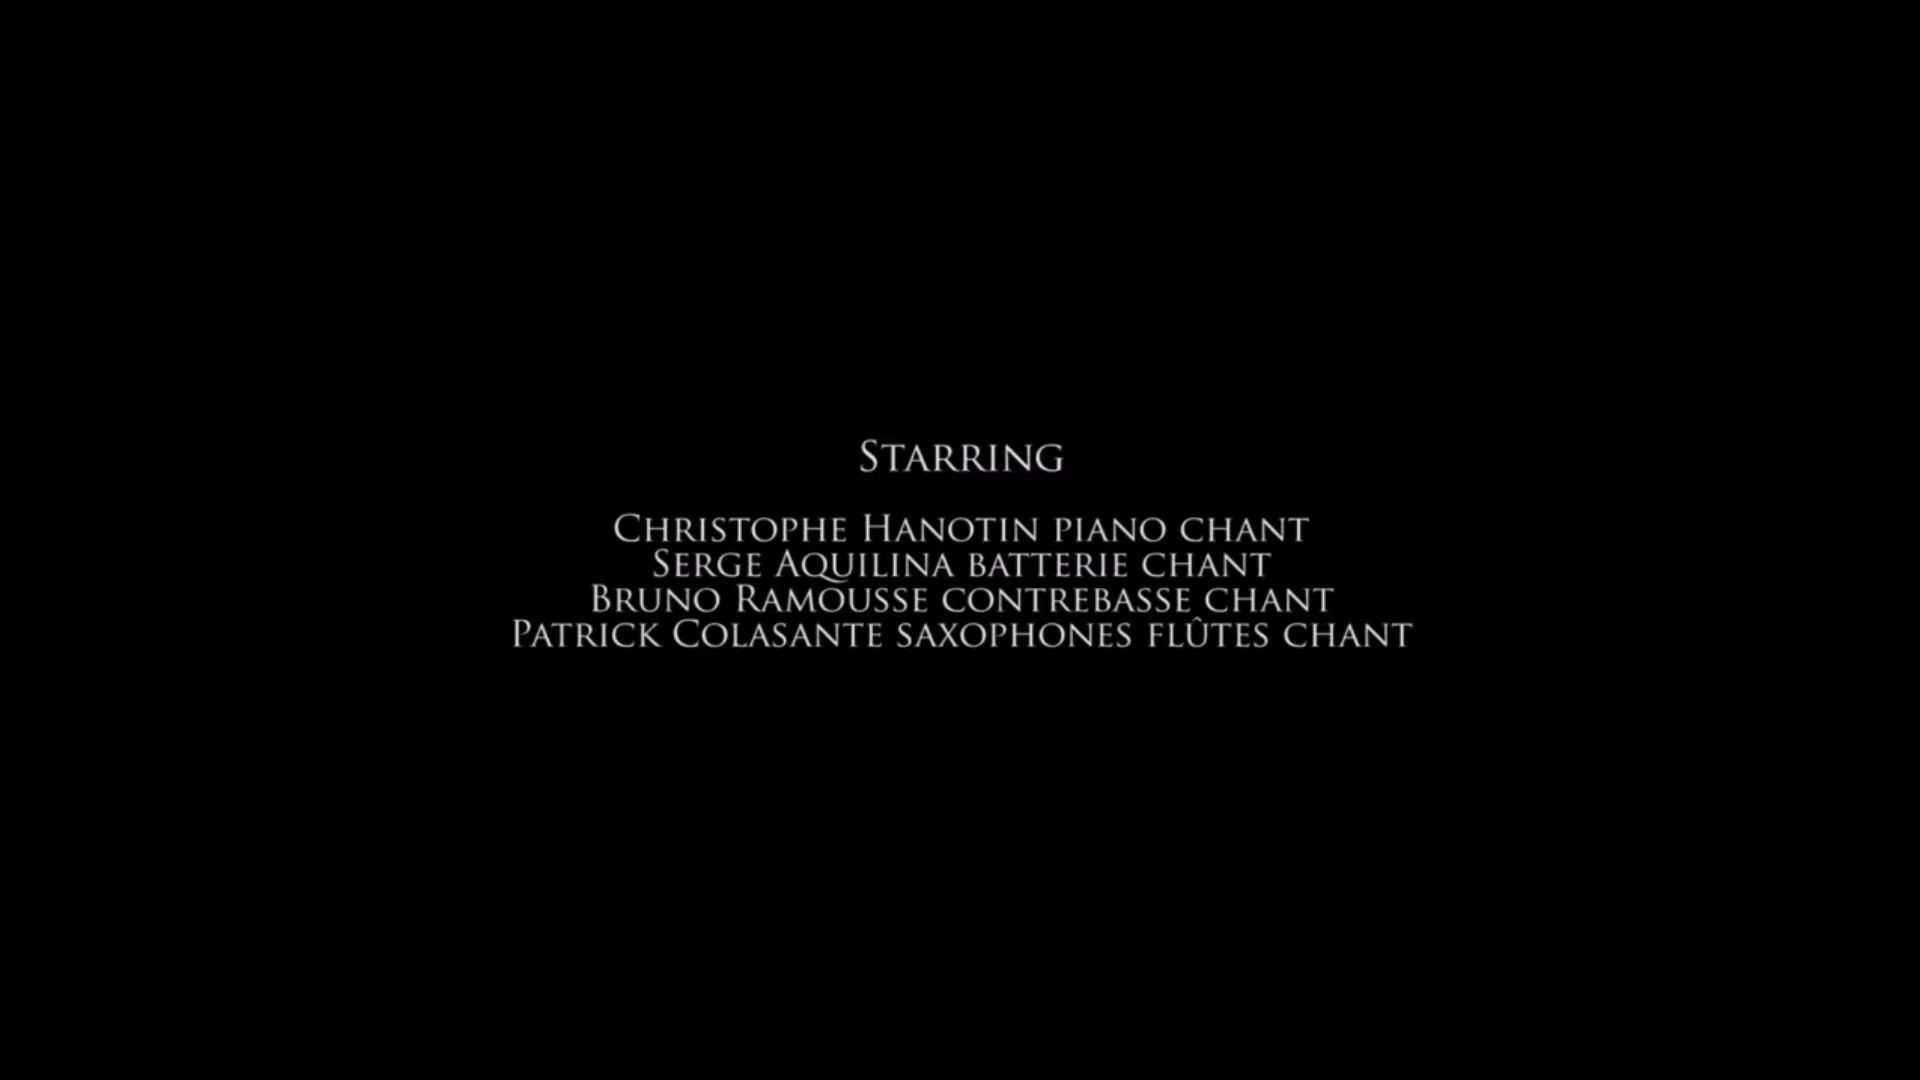 Starring
Christophe Hanotin piano chant
Serge Aquilina batterie chant
Bruno Ramousse contrebasse chant
Patrick Colasante saxophones flûtes chant